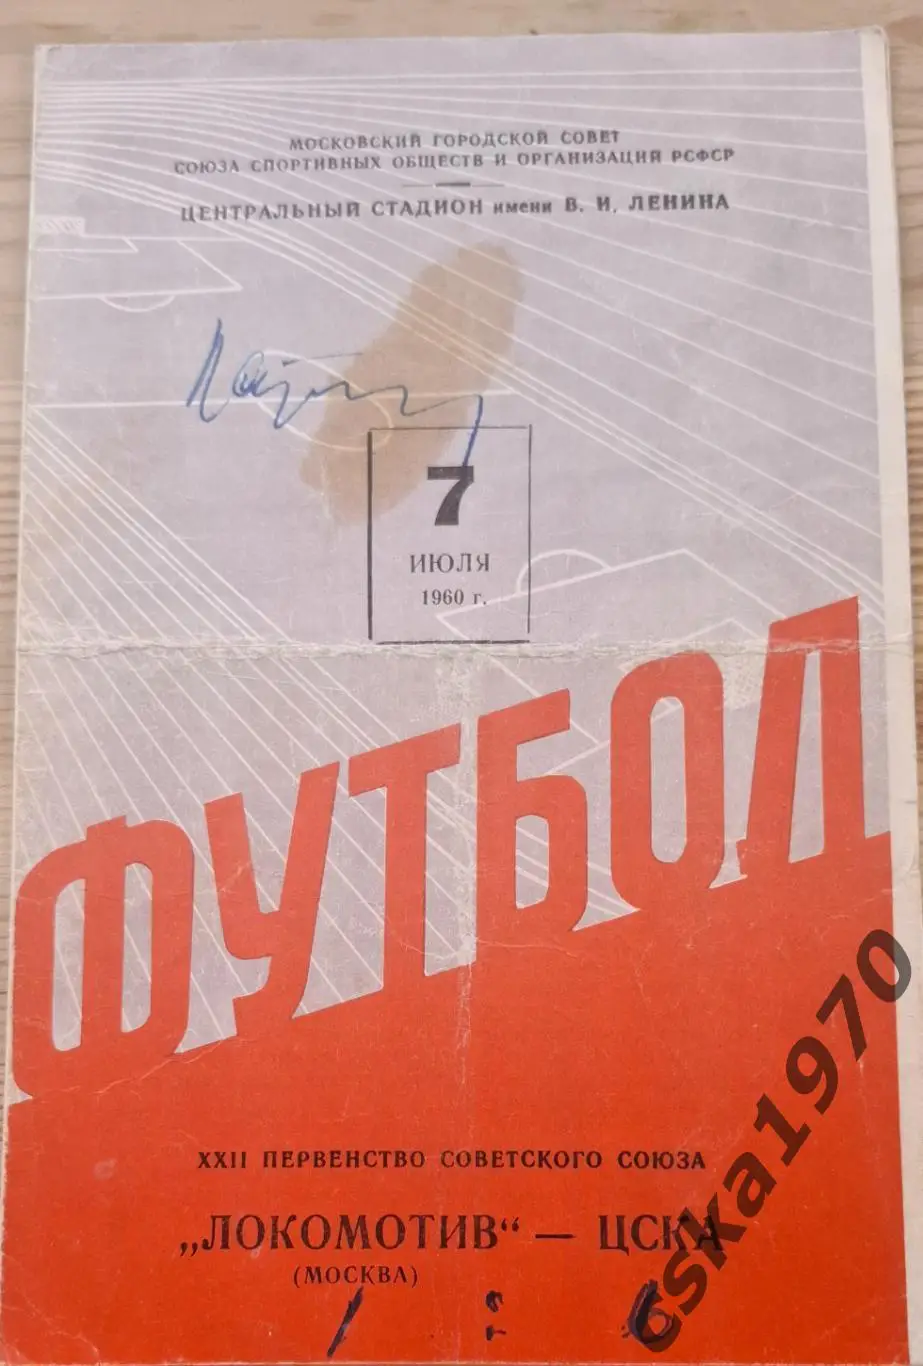 МОСКОВСКИЙ ГОРОДСКОЙ СОВЕТ
СОЮЗА СПОРТИВНЫХ ОБЩЕСТВ И ОРГАНИЗАЦИЙ РСФСР
ЦЕНТРАЛЬНЫЙ СТАДИОН имени В. И. ЛЕНИНА
7
ИЮЛЯ
1960 г.
ФУТБОЛ
XXII ПЕРВЕНСТВО СОВЕТСКОГО СОЮЗА
„ЛОКОМОТИВ“ — ЦСКА
(МОСКВА)
1 :
cska1970